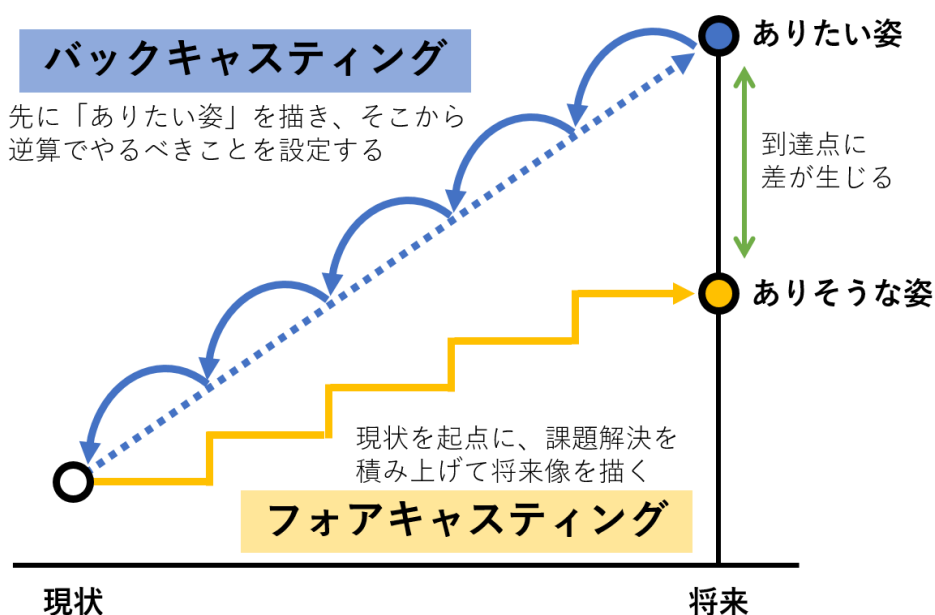 バックキャスティング
先に「ありたい姿」を描き、そこから
逆算でやるべきことを設定する
ありたい姿
到達点に
差が生じる
ありそうな姿
現状を起点に、課題解決を
積み上げて将来像を描く
フォアキャスティング
現状
将来